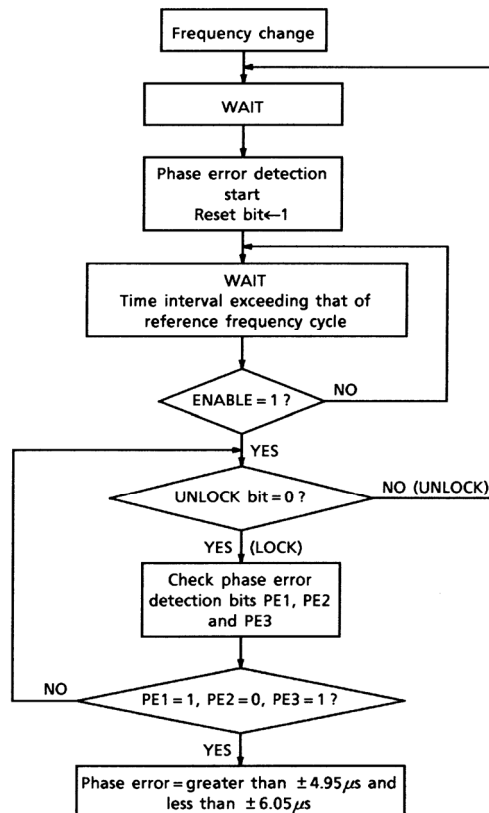 Frequency change
WAIT
Phase error detection
start
Reset bit←1
WAIT
Time interval exceeding that of
reference frequency cycle
ENABLE = 1 ?
NO
YES
UNLOCK bit = 0 ?
NO (UNLOCK)
YES (LOCK)
Check phase error
detection bits PE1, PE2
and PE3
NO
PE1 = 1, PE2 = 0, PE3 = 1 ?
YES
Phase error = greater than ±4.95µs and
less than ±6.05µs